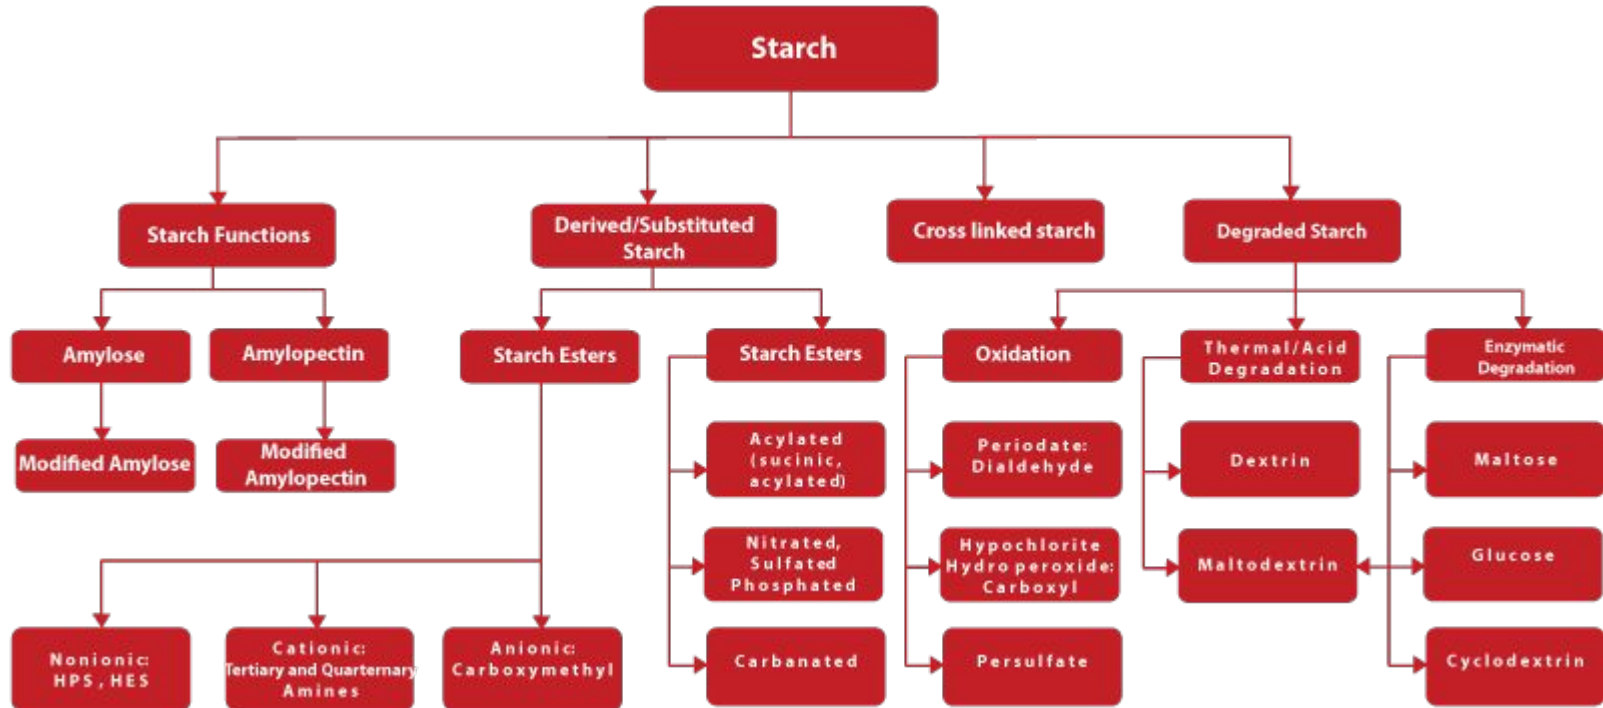 Starch
Starch Functions
Derived/Substituted
Starch
Cross linked starch
Degraded Starch
Amylose
Amylopectin
Starch Esters
Starch Esters
Oxidation
Thermal/Acid
Degradation
Enzymatic
Degradation
Modified Amylose
Modified
Amylopectin
Acylated
(sucinic,
acylated)
Periodate:
Dialdehyde
Dextrin
Maltose
Nitrated,
Sulfated
Phosphated
Hypochlorite
Hydro peroxide:
Carboxyl
Maltodextrin
Glucose
Nonionic:
HPS, HES
Cationic:
Tertiary and Quarternary
Amines
Anionic:
Carboxymethyl
Carbanated
Persulfate
Cyclodextrin